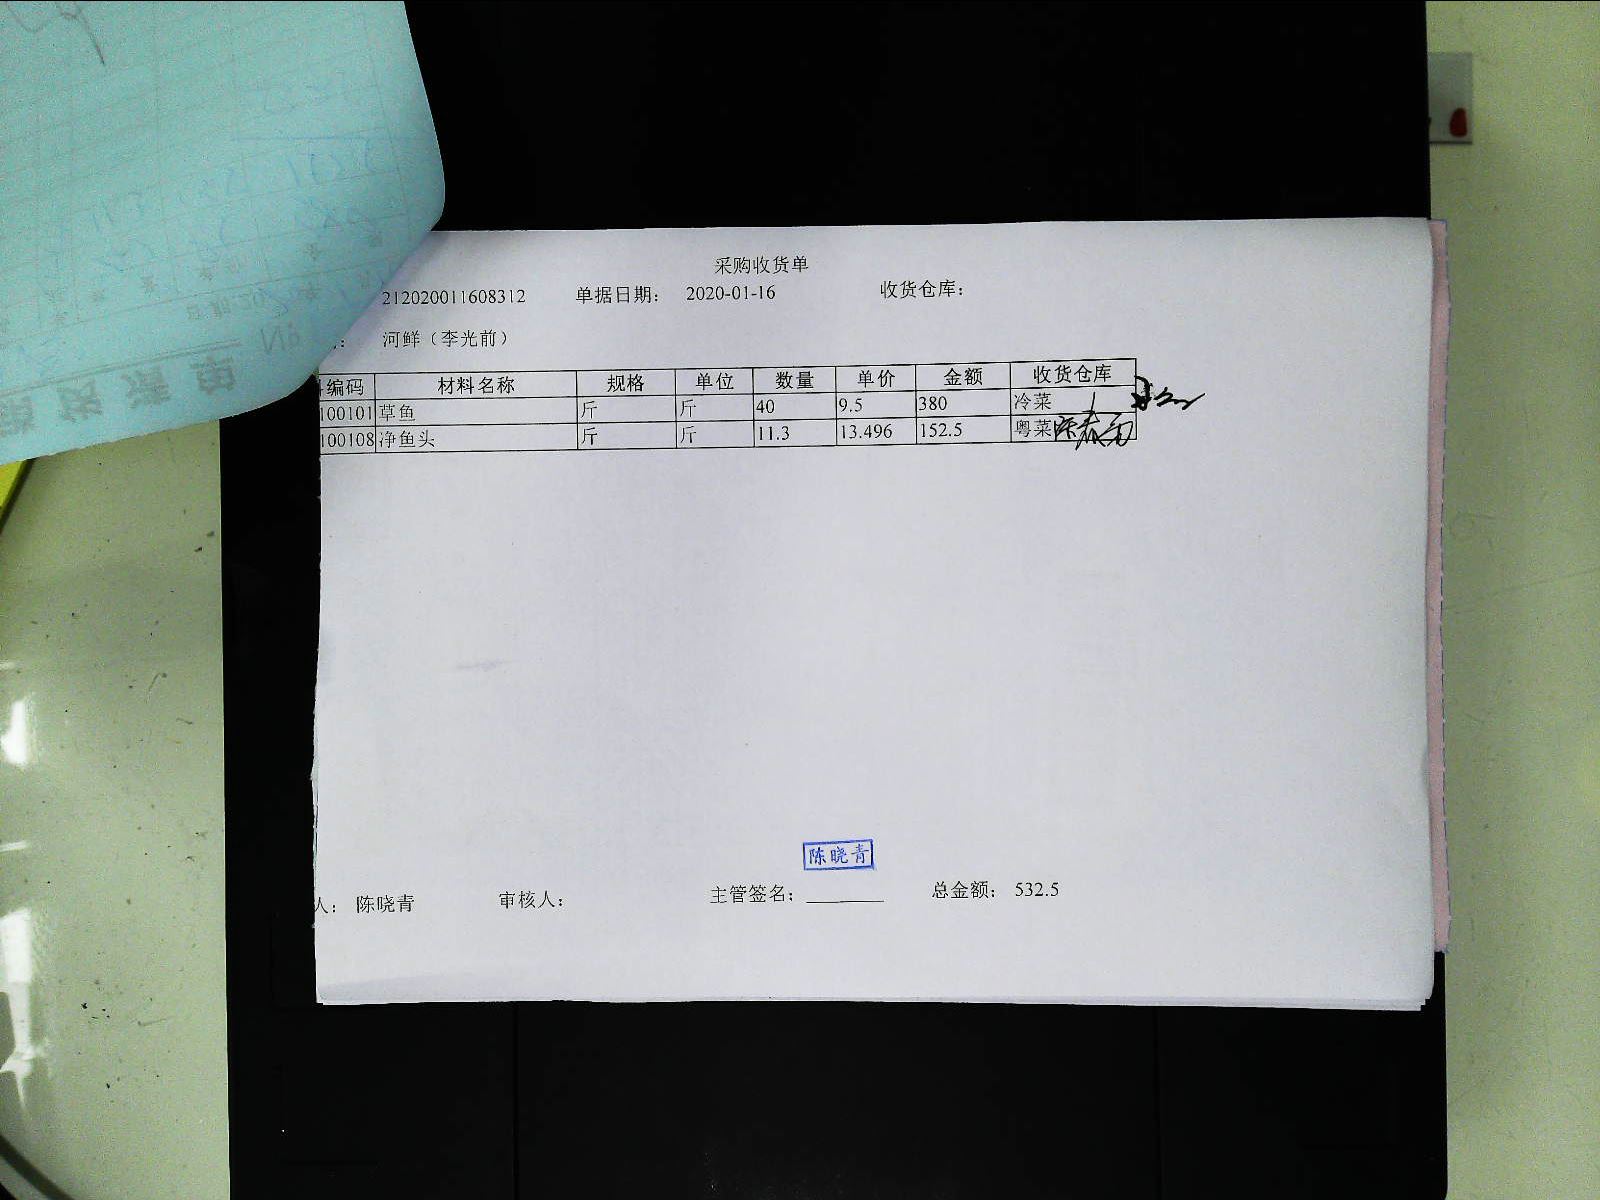 采购收货单
212020011608312 单据日期： 2020-01-16 收货仓库：
： 河鲜（李光前）
编码 材料名称 规格 单位 数量 单价 金额 收货仓库
100101 草鱼 斤 斤 40 9.5 380 冷菜
100108 净鱼头 斤 斤 11.3 13.496 152.5 粤菜
陈晓青
人： 陈晓青 审核人： 主管签名： 总金额： 532.5